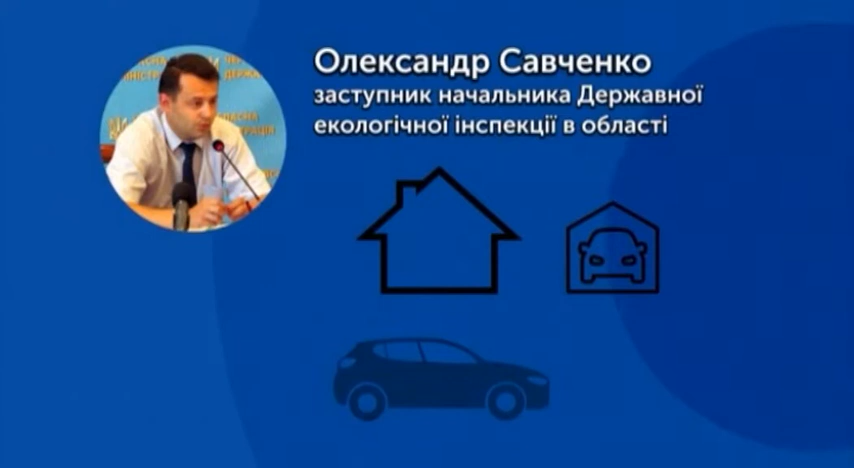 Олександр Савченко
заступник начальника Державної
екологічної інспекції в області